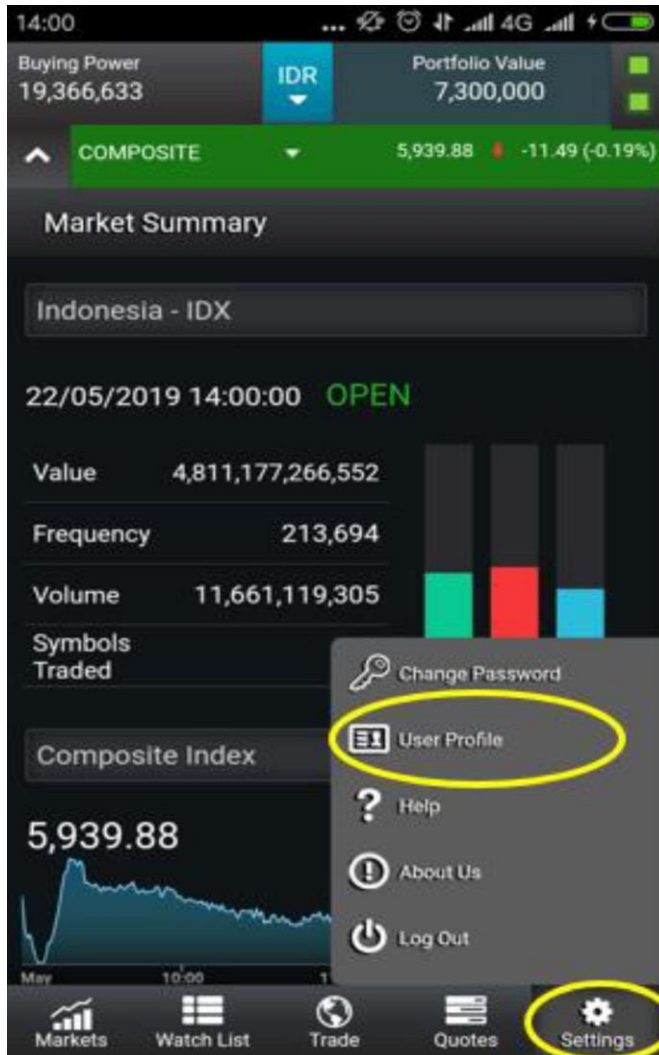 14:00 ... 4G
Buying Power
19,366,633
IDR
Portfolio Value
7,300,000
COMPOSITE 5,939.88 -11.49 (-0.19%)
Market Summary
Indonesia - IDX
22/05/2019 14:00:00 OPEN
Value 4,811,177,266,552
Frequency 213,694
Volume 11,661,119,305
Symbols
Traded
Change Password
User Profile
Help
About Us
Log Out
Composite Index
5,939.88
May 10:00 1
Markets Watch List Trade Quotes Settings